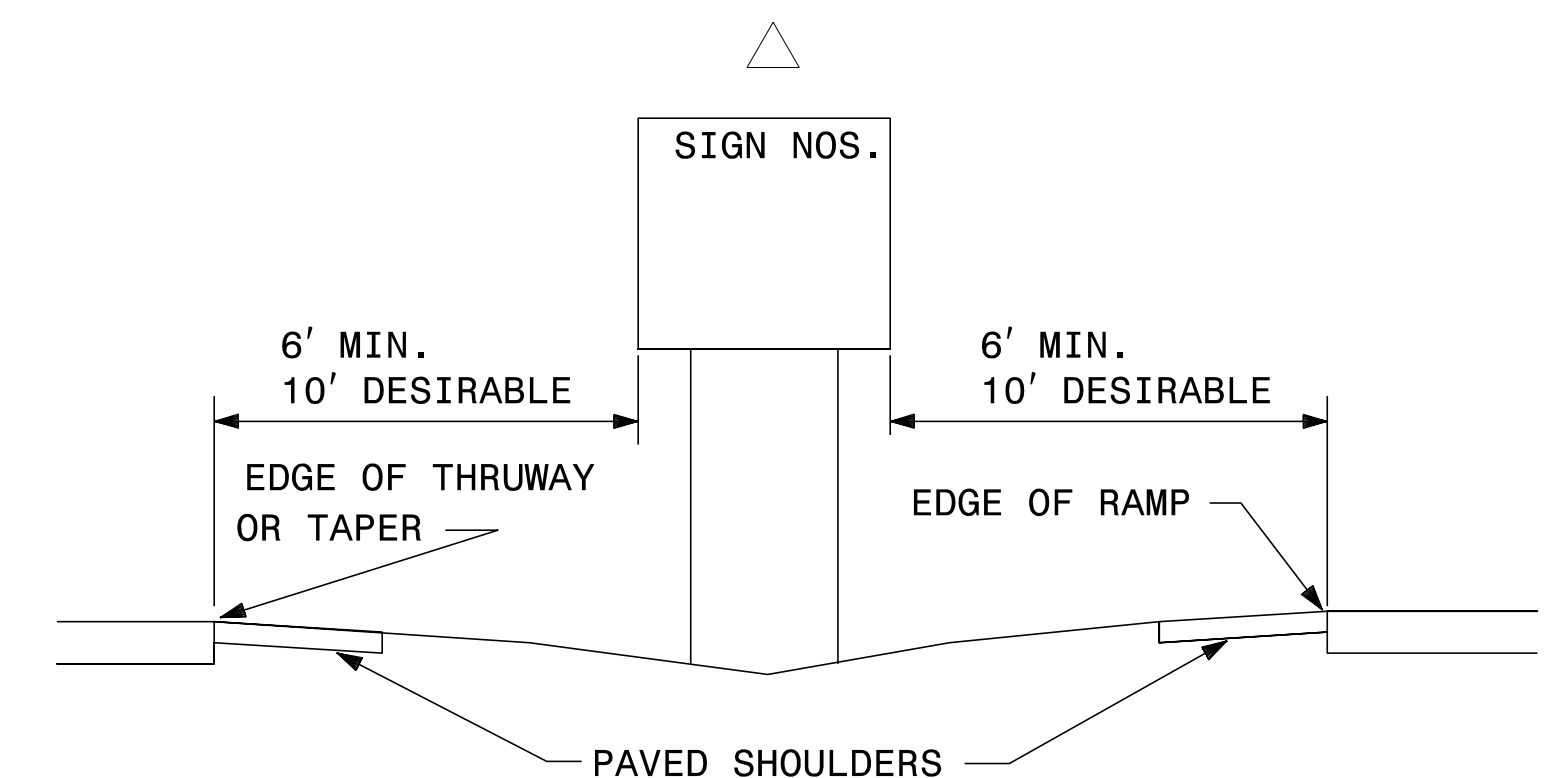 SIGN NOS.
6' MIN.
10' DESIRABLE
6' MIN.
10' DESIRABLE
EDGE OF THRUWAY
OR TAPER
EDGE OF RAMP
PAVED SHOULDERS